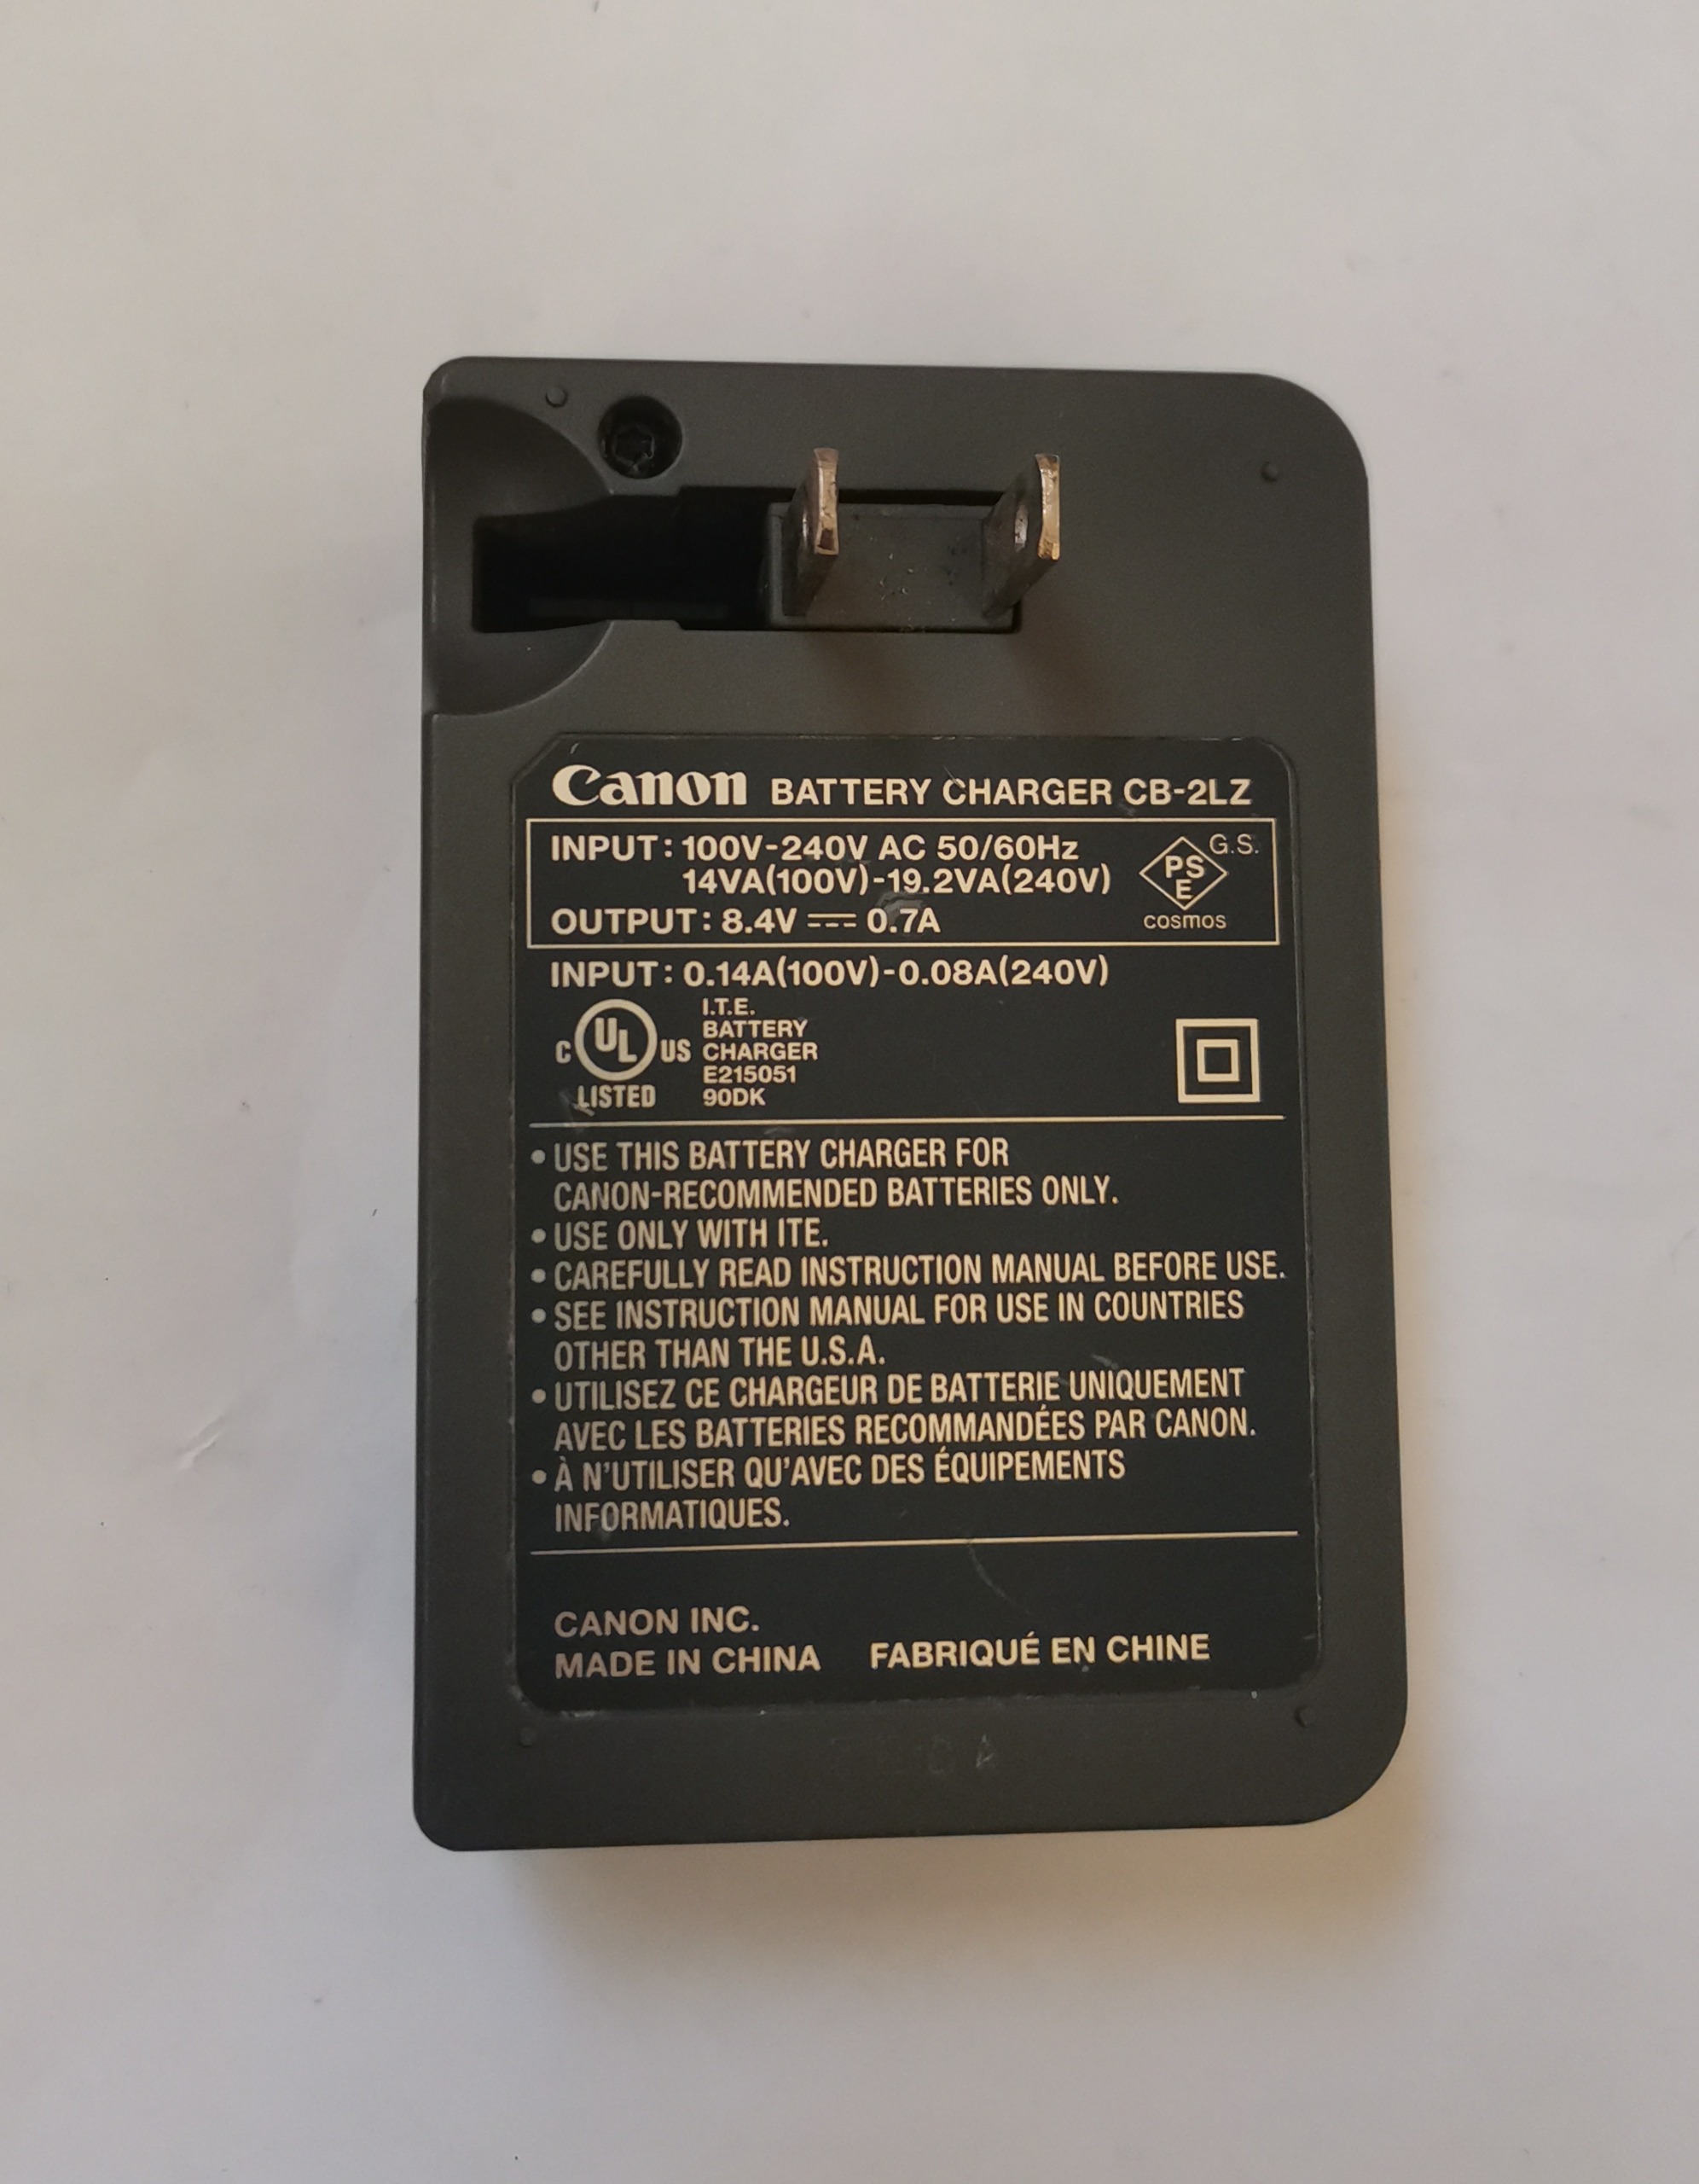 Canon BATTERY CHARGER CB-2LZ
INPUT: 100V-240V AC 50/60Hz
14VA(100V)-19.2VA(240V)
OUTPUT: 8.4V ⎓ 0.7A
G.S.
PS
E
COSMOS
INPUT: 0.14A(100V)-0.08A(240V)
C UL US
LISTED
I.T.E.
BATTERY
CHARGER
E215051
90DK
• USE THIS BATTERY CHARGER FOR
CANON-RECOMMENDED BATTERIES ONLY.
• USE ONLY WITH ITE.
• CAREFULLY READ INSTRUCTION MANUAL BEFORE USE.
• SEE INSTRUCTION MANUAL FOR USE IN COUNTRIES
OTHER THAN THE U.S.A.
• UTILISEZ CE CHARGEUR DE BATTERIE UNIQUEMENT
AVEC LES BATTERIES RECOMMANDÉES PAR CANON.
• À N'UTILISER QU'AVEC DES ÉQUIPEMENTS
INFORMATIQUES.
CANON INC.
MADE IN CHINA FABRIQUÉ EN CHINE